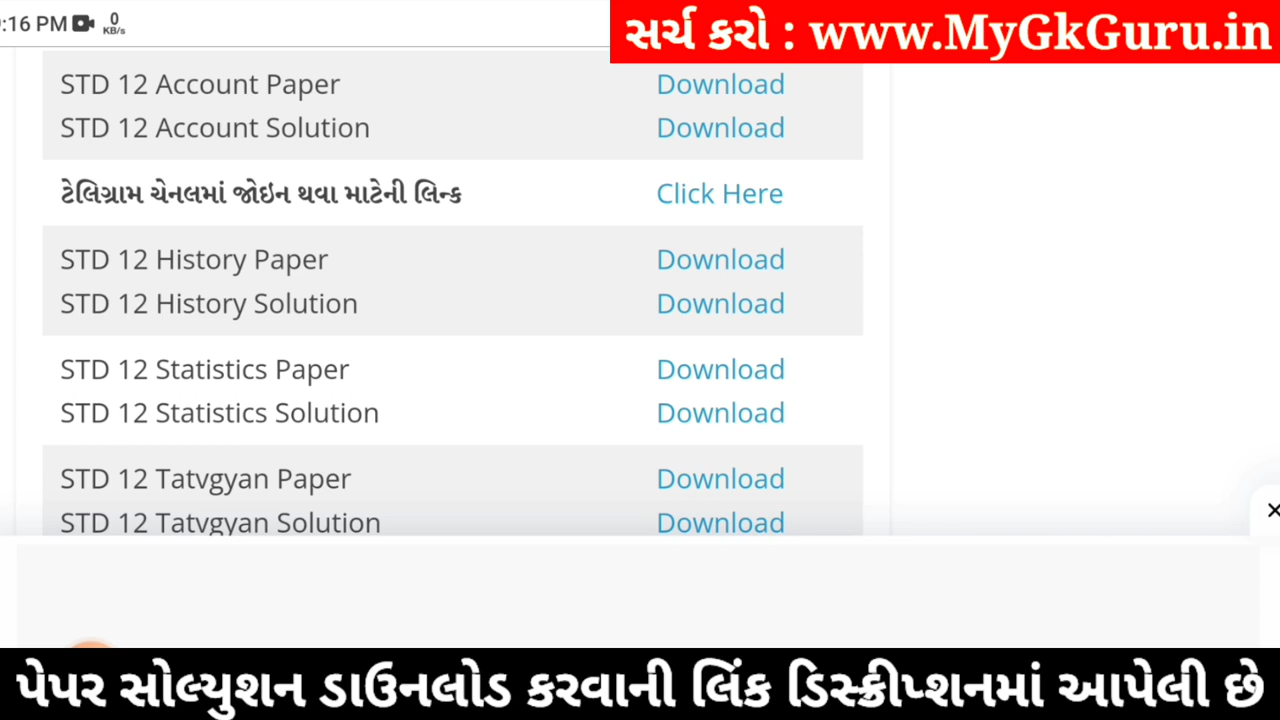 :16 PM 0 KB/s
સર્ચ કરો : www.MyGkGuru.in
STD 12 Account Paper Download
STD 12 Account Solution Download
ટેલિગ્રામ ચેનલમાં જોઇન થવા માટેની લિન્ક Click Here
STD 12 History Paper Download
STD 12 History Solution Download
STD 12 Statistics Paper Download
STD 12 Statistics Solution Download
STD 12 Tatvgyan Paper Download
STD 12 Tatvgyan Solution Download
પેપર સોલ્યુશન ડાઉનલોડ કરવાની લિંક ડિસ્ક્રીપ્શનમાં આપેલી છે